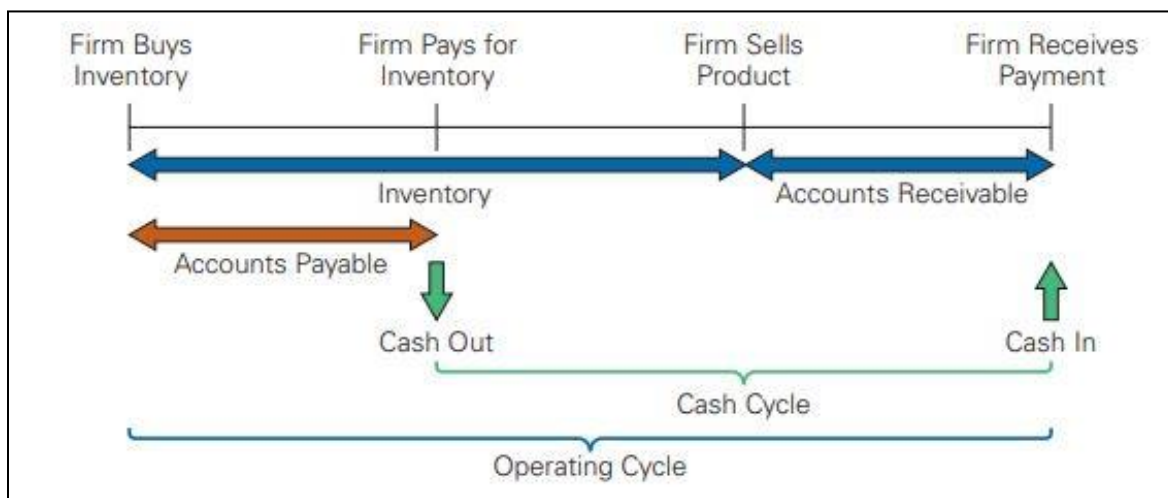 Firm Buys
Inventory
Firm Pays for
Inventory
Firm Sells
Product
Firm Receives
Payment
Inventory
Accounts Receivable
Accounts Payable
Cash Out
Cash In
Cash Cycle
Operating Cycle